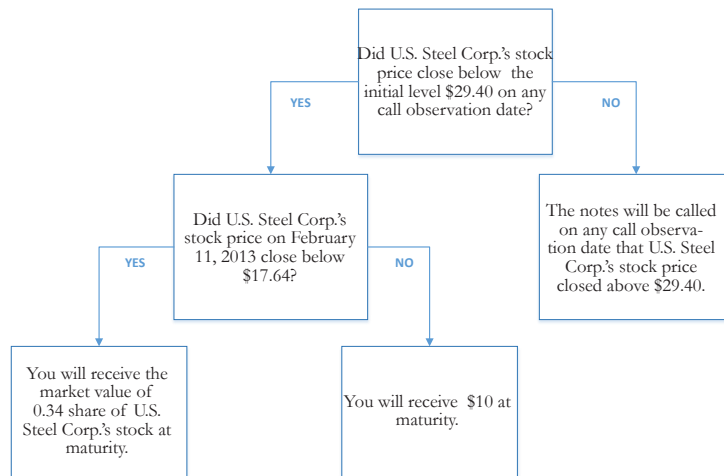 Did U.S. Steel Corp.'s stock
price close below the
initial level $29.40 on any
call observation date?
YES
NO
Did U.S. Steel Corp.'s
stock price on February
11, 2013 close below
$17.64?
The notes will be called
on any call observa-
tion date that U.S. Steel
Corp.'s stock price
closed above $29.40.
YES
NO
You will receive the
market value of
0.34 share of U.S.
Steel Corp.'s stock at
maturity.
You will receive $10 at
maturity.